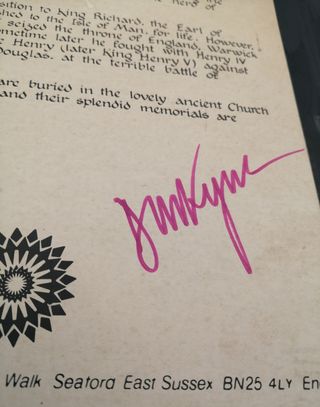 sition to King Richard, the Earl of
shed to the Isle of Man, for life. However,
seized the throne of England, Warwick
metime later he fought with Henry IV
Henry (later King Henry V) against
Douglas, at the terrible battle of
are buried in the lovely ancient Church
and their splendid memorials are
Walk Seaford East Sussex BN25 4LY En